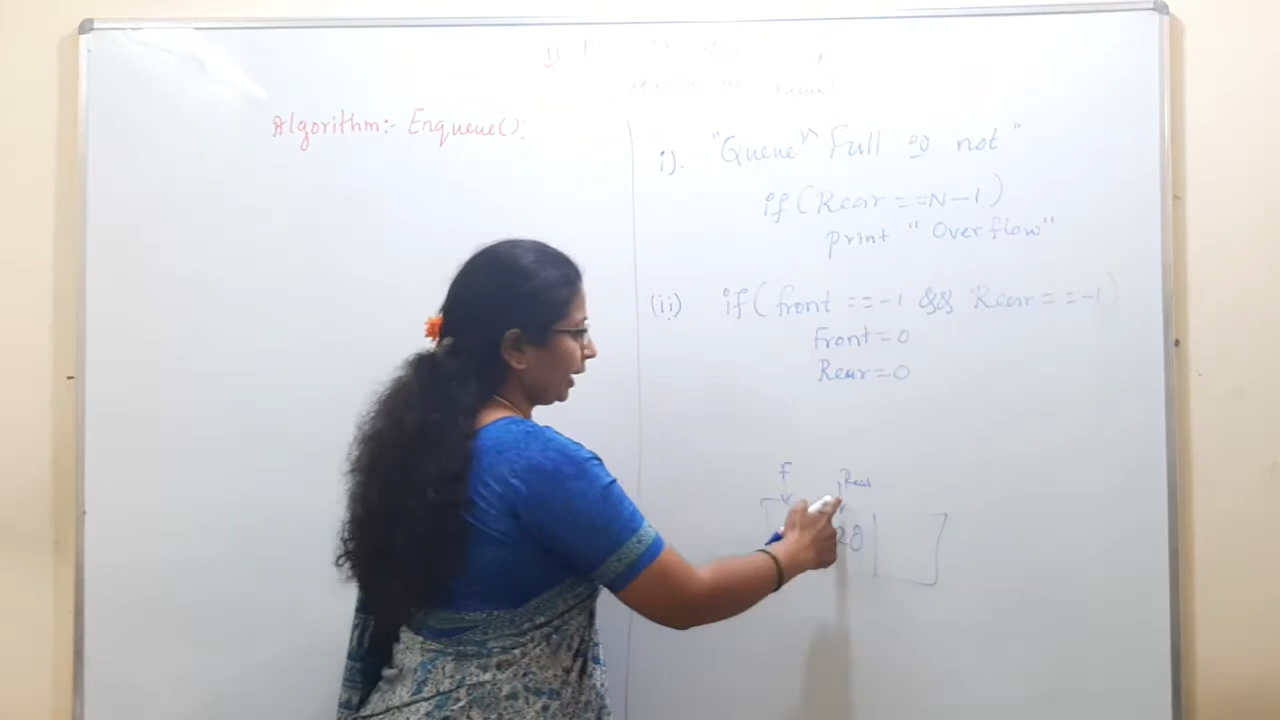 Algorithm:- Enqueue().
i). "Queue" Full or not"
if (Rear == N-1)
print "Overflow"
(ii) if( front == -1 && Rear == -1)
Front = 0
Rear = 0
F Rear
20